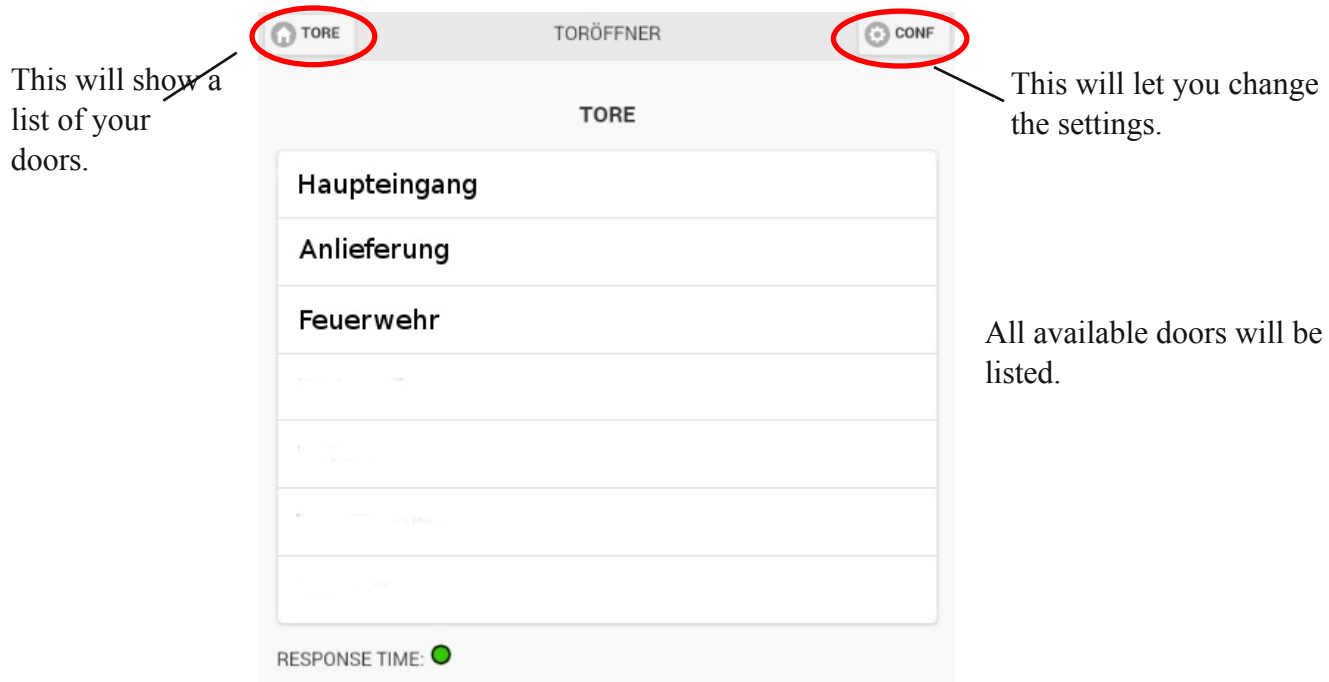 TORE
TORÖFFNER
CONF
This will show a
list of your
doors.
This will let you change
the settings.
TORE
Haupteingang
Anlieferung
Feuerwehr
All available doors will be
listed.
RESPONSE TIME: